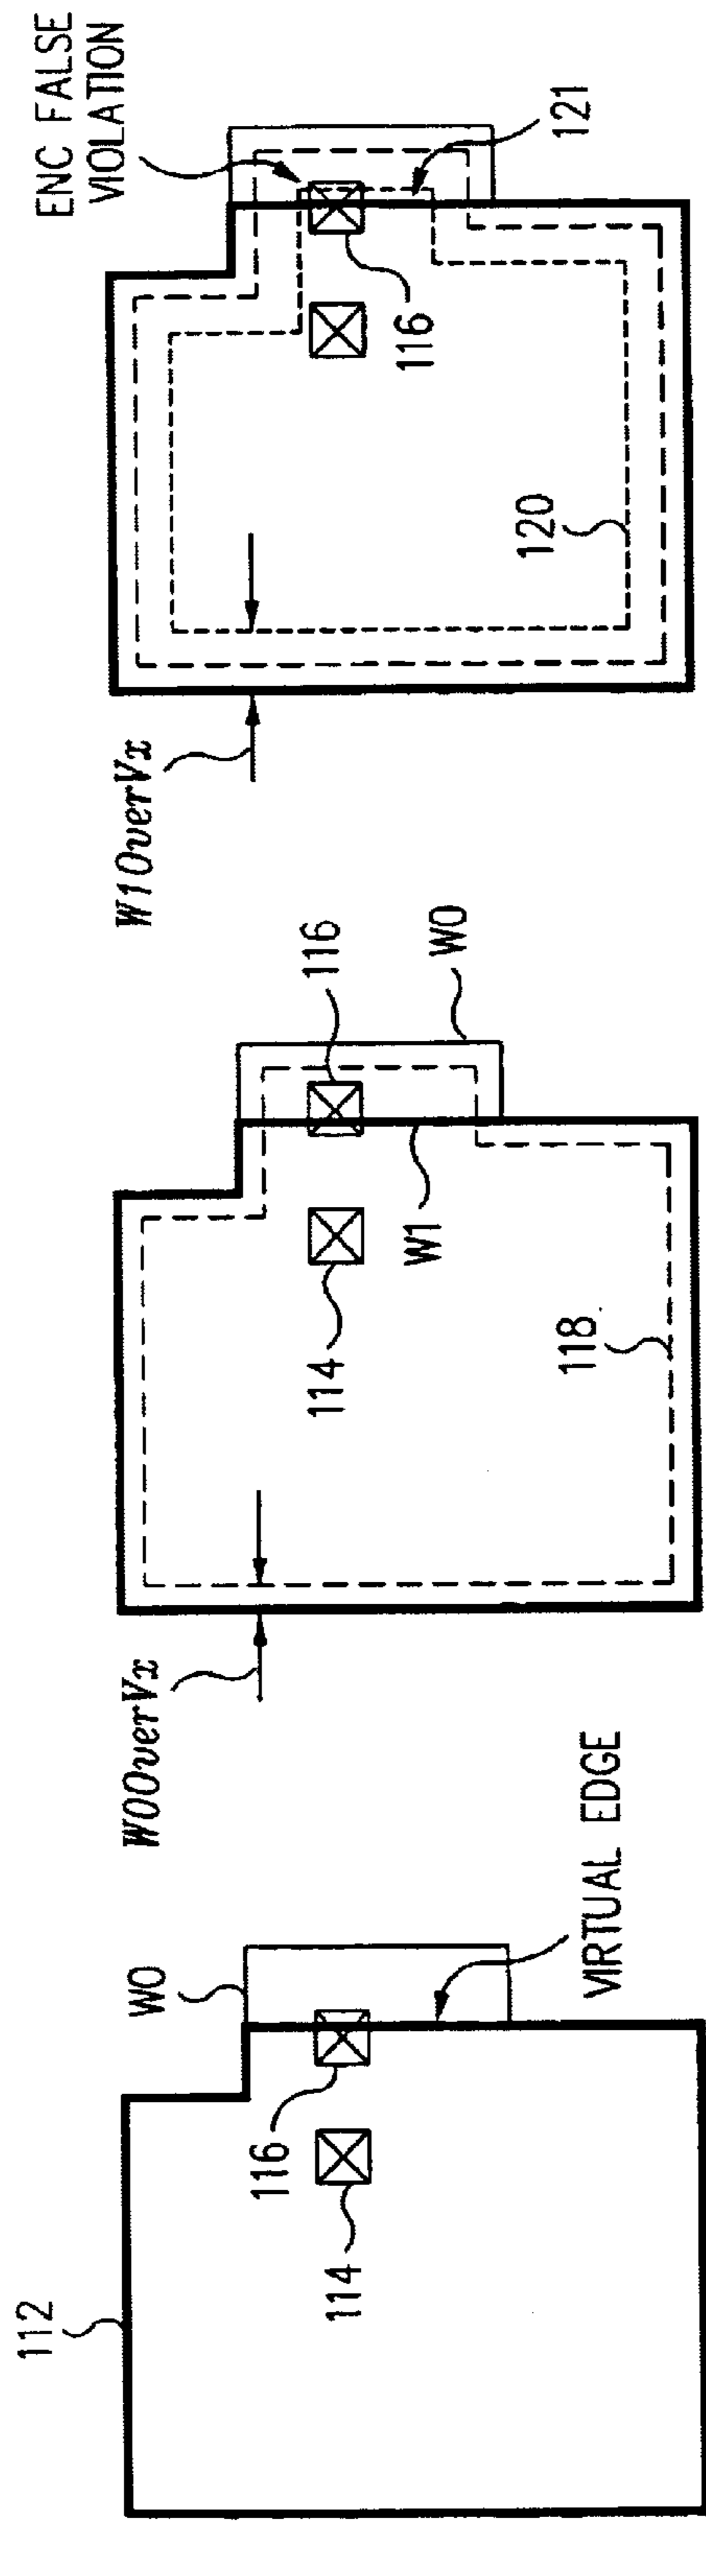 112
W0
116
114
VIRTUAL EDGE
W0OverVx
114
116
W1
W0
118
W1OverVx
ENC FALSE
VIOLATION
116
120
121